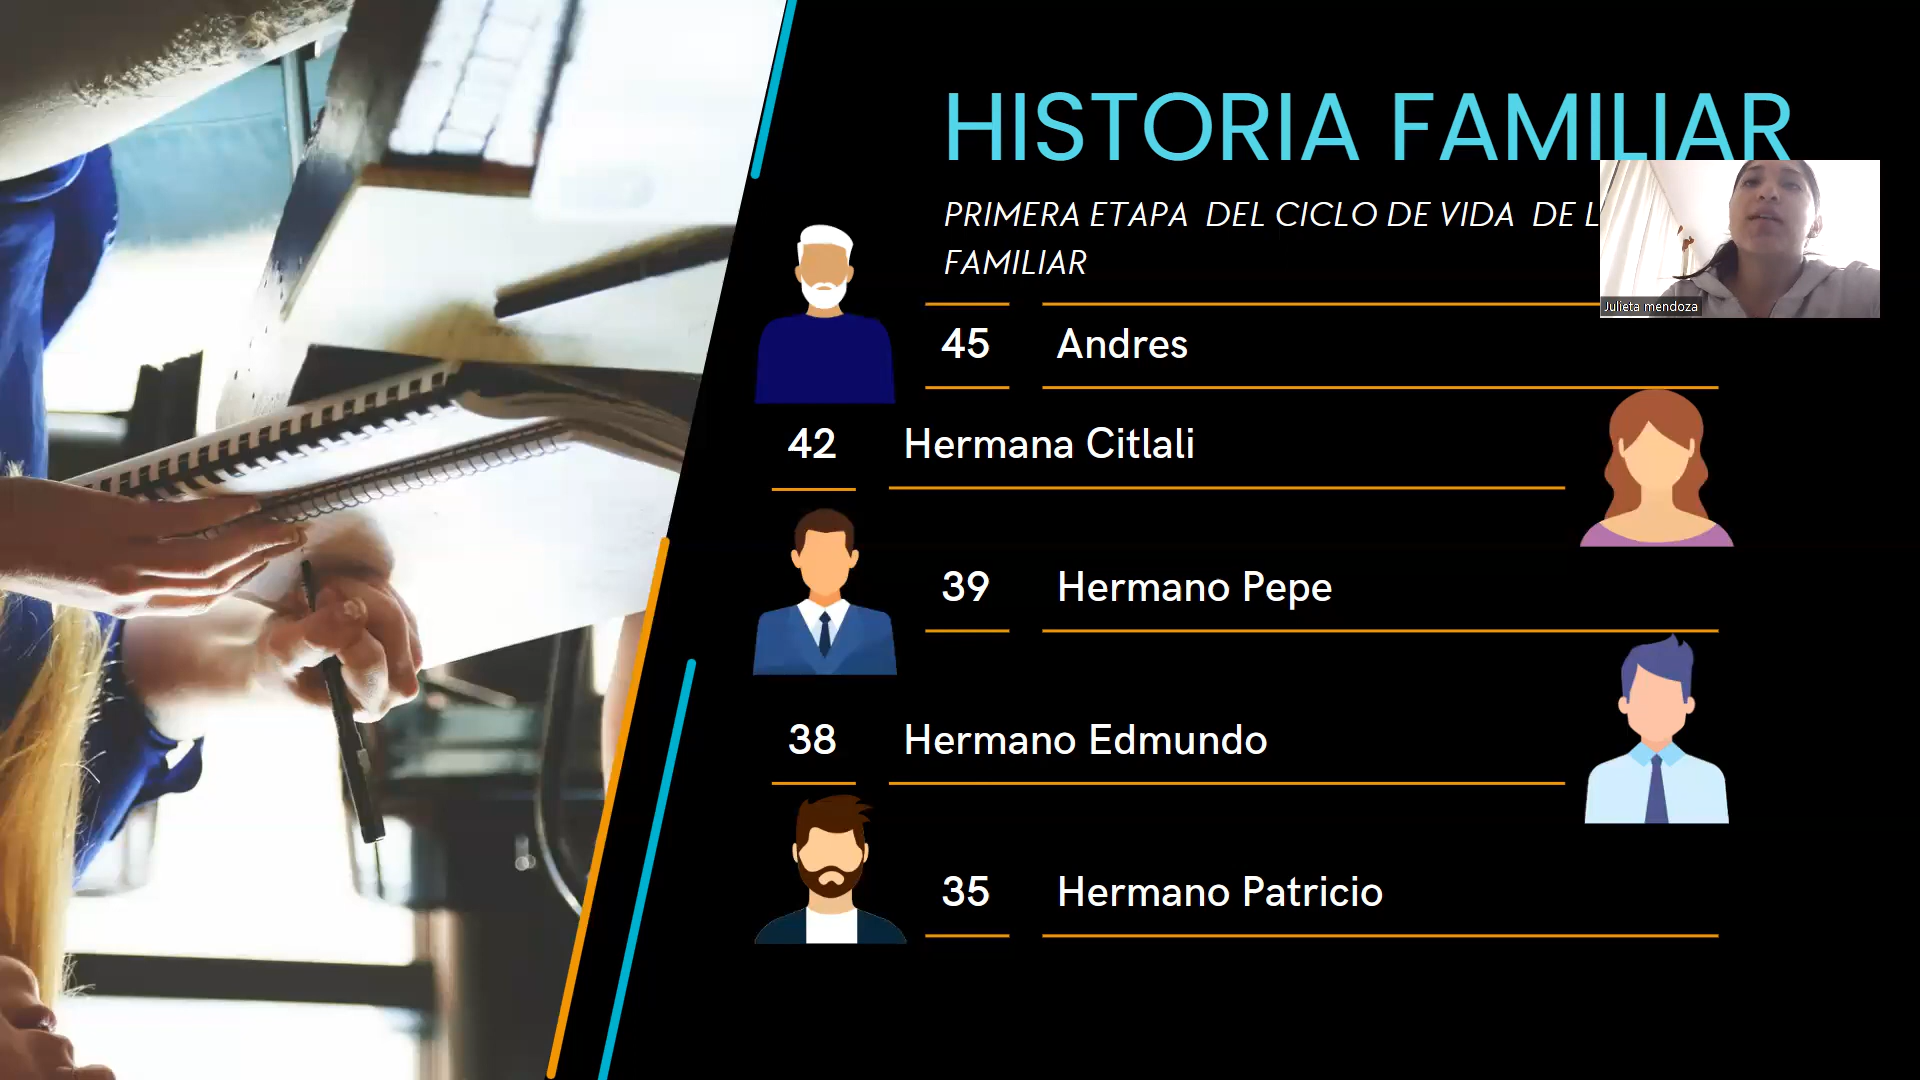 HISTORIA FAMILIAR
PRIMERA ETAPA DEL CICLO DE VIDA DE
FAMILIAR
Julieta mendoza
45 Andres
42 Hermana Citlali
39 Hermano Pepe
38 Hermano Edmundo
35 Hermano Patricio